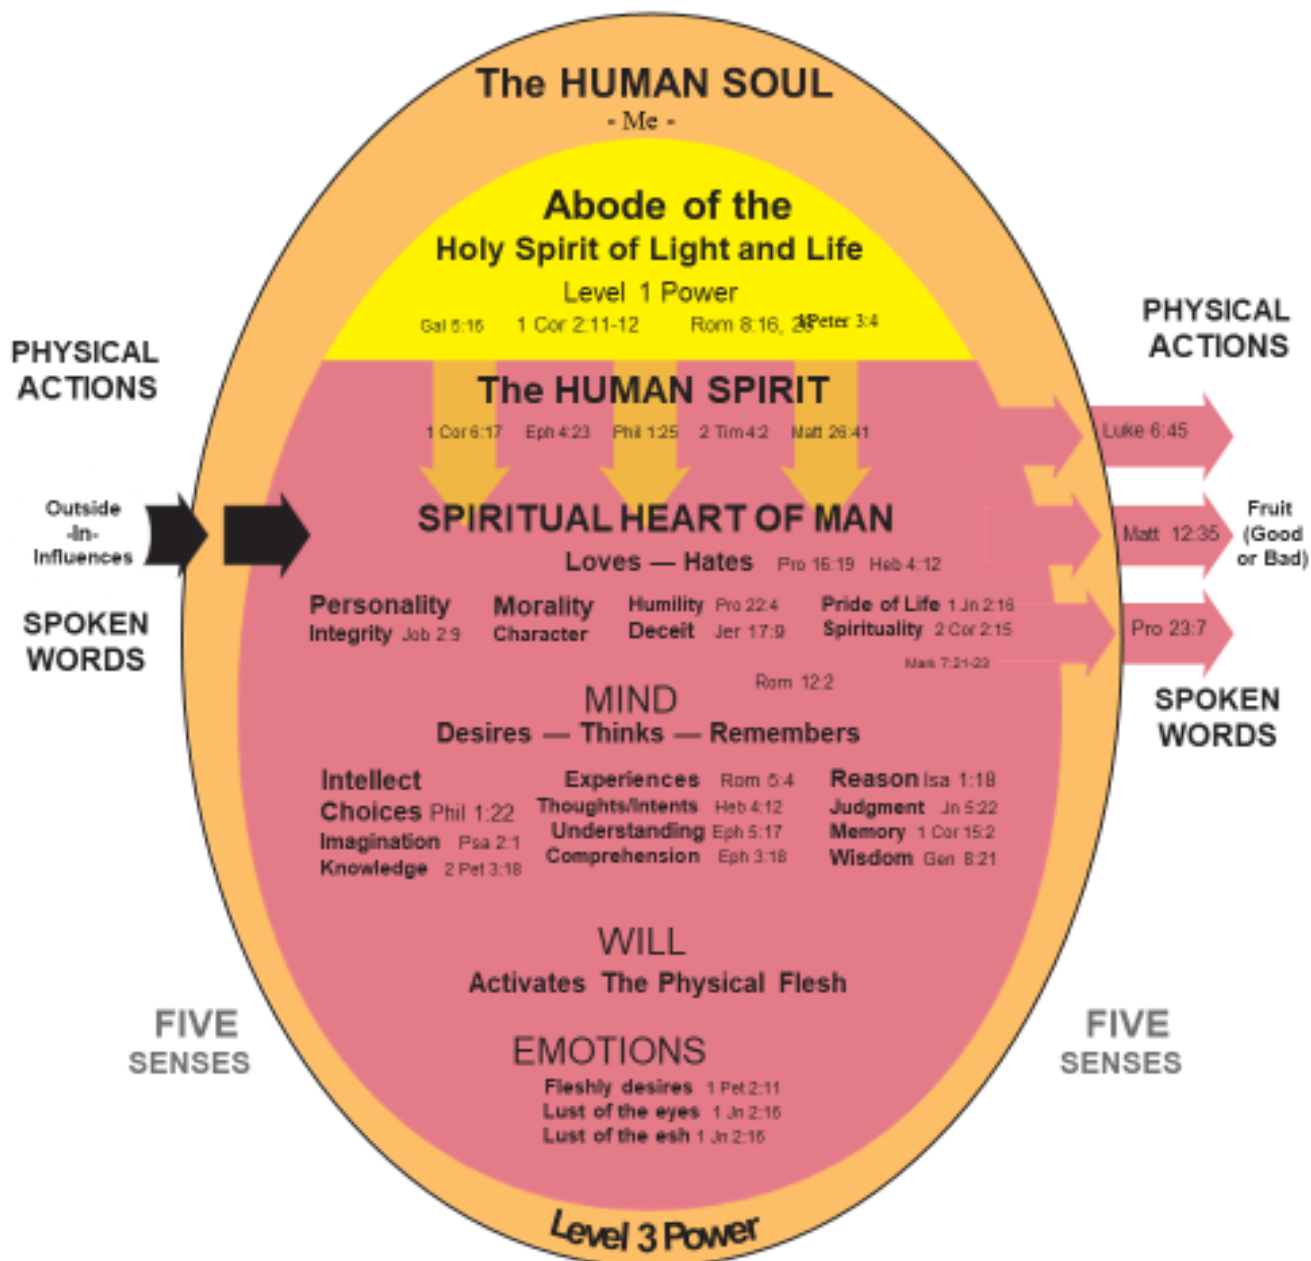 The HUMAN SOUL
- Me -
Abode of the
Holy Spirit of Light and Life
Level 1 Power
Gal 5:16 1 Cor 2:11-12 Rom 8:16, Peter 3:4
The HUMAN SPIRIT
1 Cor 6:17 Eph 4:23 Phil 1:25 2 Tim 4:2 Matt 26:41
SPIRITUAL HEART OF MAN
Loves — Hates Pro 16:19 Heb 4:12
Personality Morality Humility Pro 22:4 Pride of Life 1 Jn 2:16
Integrity Job 2:9 Character Deceit Jer 17:9 Spirituality 2 Cor 2:15
Mark 7:21-23
Rom 12:2
MIND
Desires — Thinks — Remembers
Intellect Experiences Rom 5:4 Reason Isa 1:18
Choices Phil 1:22 Thoughts/Intents Heb 4:12 Judgment Jn 5:22
Imagination Psa 2:1 Understanding Eph 5:17 Memory 1 Cor 15:2
Knowledge 2 Pet 3:18 Comprehension Eph 3:18 Wisdom Gen 8:21
WILL
Activates The Physical Flesh
EMOTIONS
Fleshly desires 1 Pet 2:11
Lust of the eyes 1 Jn 2:16
Lust of the esh 1 Jn 2:16
Level 3 Power
PHYSICAL
ACTIONS
Outside
-In-
Influences
SPOKEN
WORDS
FIVE
SENSES
PHYSICAL
ACTIONS
Luke 6:45
Matt 12:35
Fruit
(Good
or Bad)
Pro 23:7
SPOKEN
WORDS
FIVE
SENSES